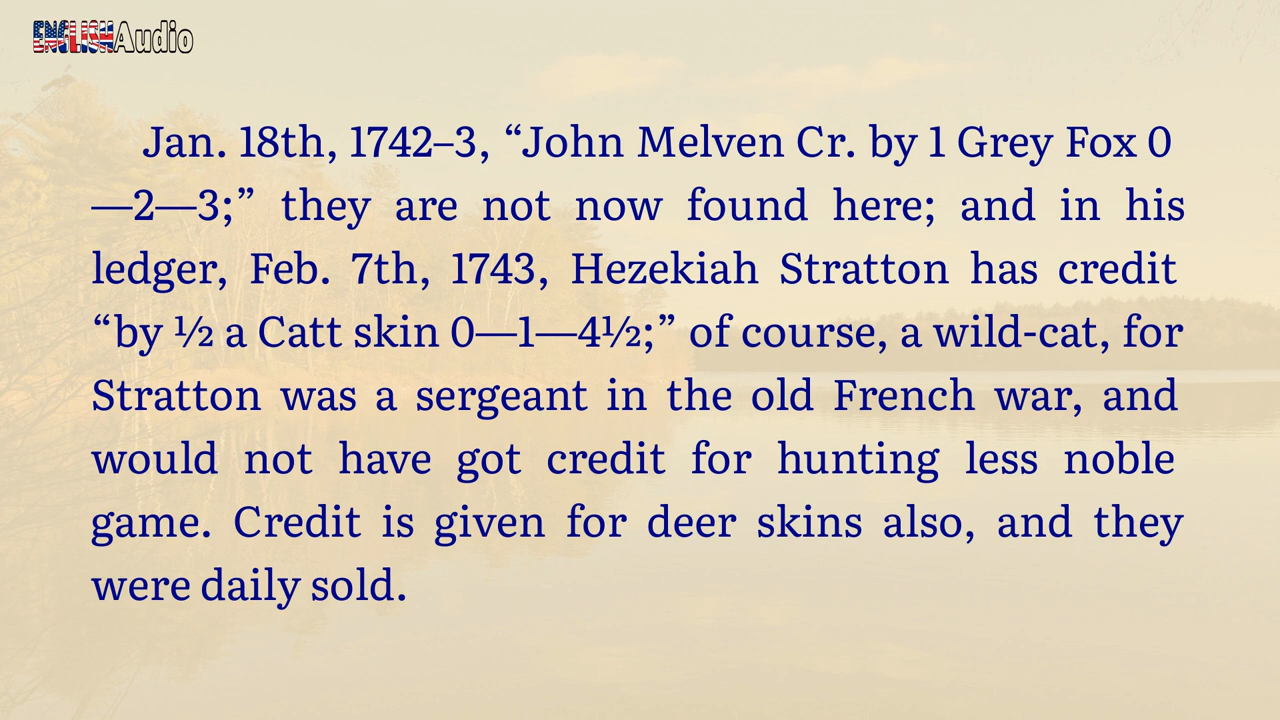 ENGLISHAudio
Jan. 18th, 1742–3, “John Melven Cr. by 1 Grey Fox 0
—2—3;” they are not now found here; and in his
ledger, Feb. 7th, 1743, Hezekiah Stratton has credit
“by ½ a Catt skin 0—1—4½;” of course, a wild-cat, for
Stratton was a sergeant in the old French war, and
would not have got credit for hunting less noble
game. Credit is given for deer skins also, and they
were daily sold.